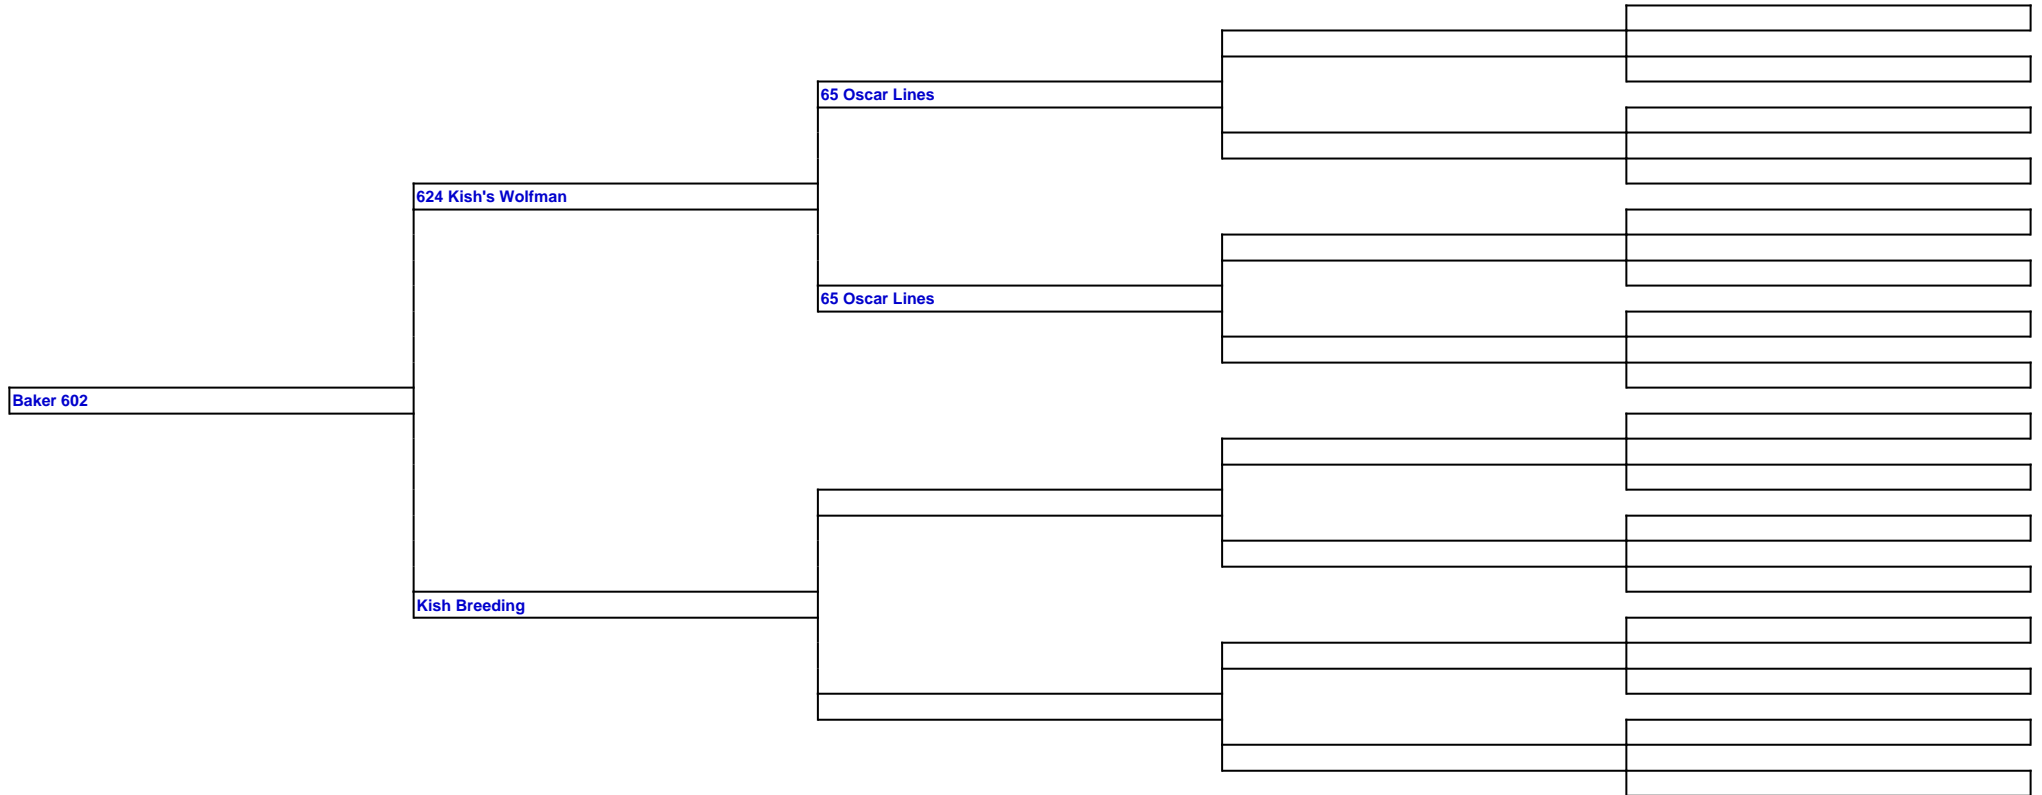 65 Oscar Lines
624 Kish's Wolfman
65 Oscar Lines
Baker 602
Kish Breeding